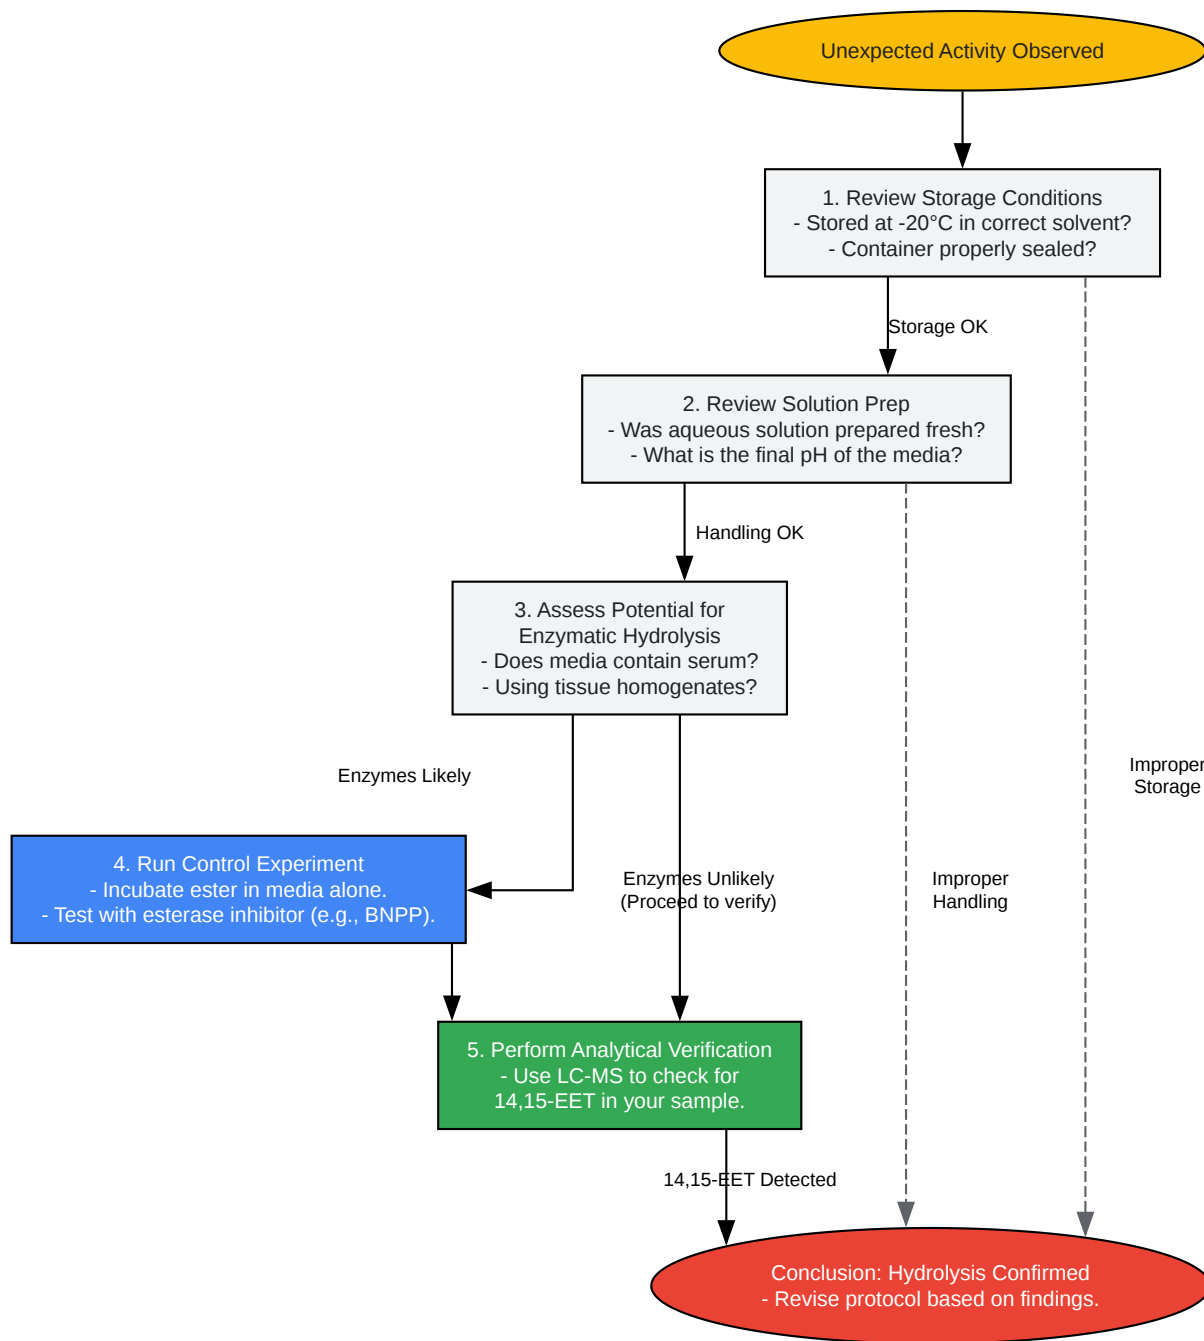 Unexpected Activity Observed
1. Review Storage Conditions
- Stored at -20°C in correct solvent?
- Container properly sealed?
Storage OK
2. Review Solution Prep
- Was aqueous solution prepared fresh?
- What is the final pH of the media?
Handling OK
3. Assess Potential for
Enzymatic Hydrolysis
- Does media contain serum?
- Using tissue homogenates?
Enzymes Likely
Improper
Storage
4. Run Control Experiment
- Incubate ester in media alone.
- Test with esterase inhibitor (e.g., BNPP).
Enzymes Unlikely
(Proceed to verify)
Improper
Handling
5. Perform Analytical Verification
- Use LC-MS to check for
14,15-EET in your sample.
14,15-EET Detected
Conclusion: Hydrolysis Confirmed
- Revise protocol based on findings.